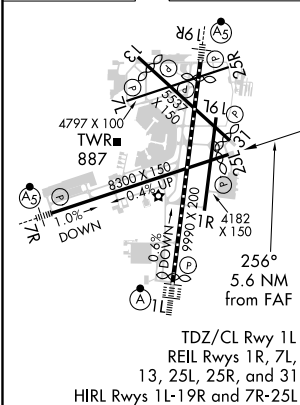 A5
19R
13
P
25R
P
P
7L
5537
X 150
19L
4797 X 100
TWR
887
P
31
25L
P
A5
P
8300 X 150
0.4% UP
1.0%
DOWN
7R
1R
4182
X 150
9990 X 200
0.6%
DOWN
P
A
1L
256°
5.6 NM
from FAF
TDZ/CL Rwy 1L
REIL Rwys 1R, 7L,
13, 25L, 25R, and 31
HIRL Rwys 1L-19R and 7R-25L